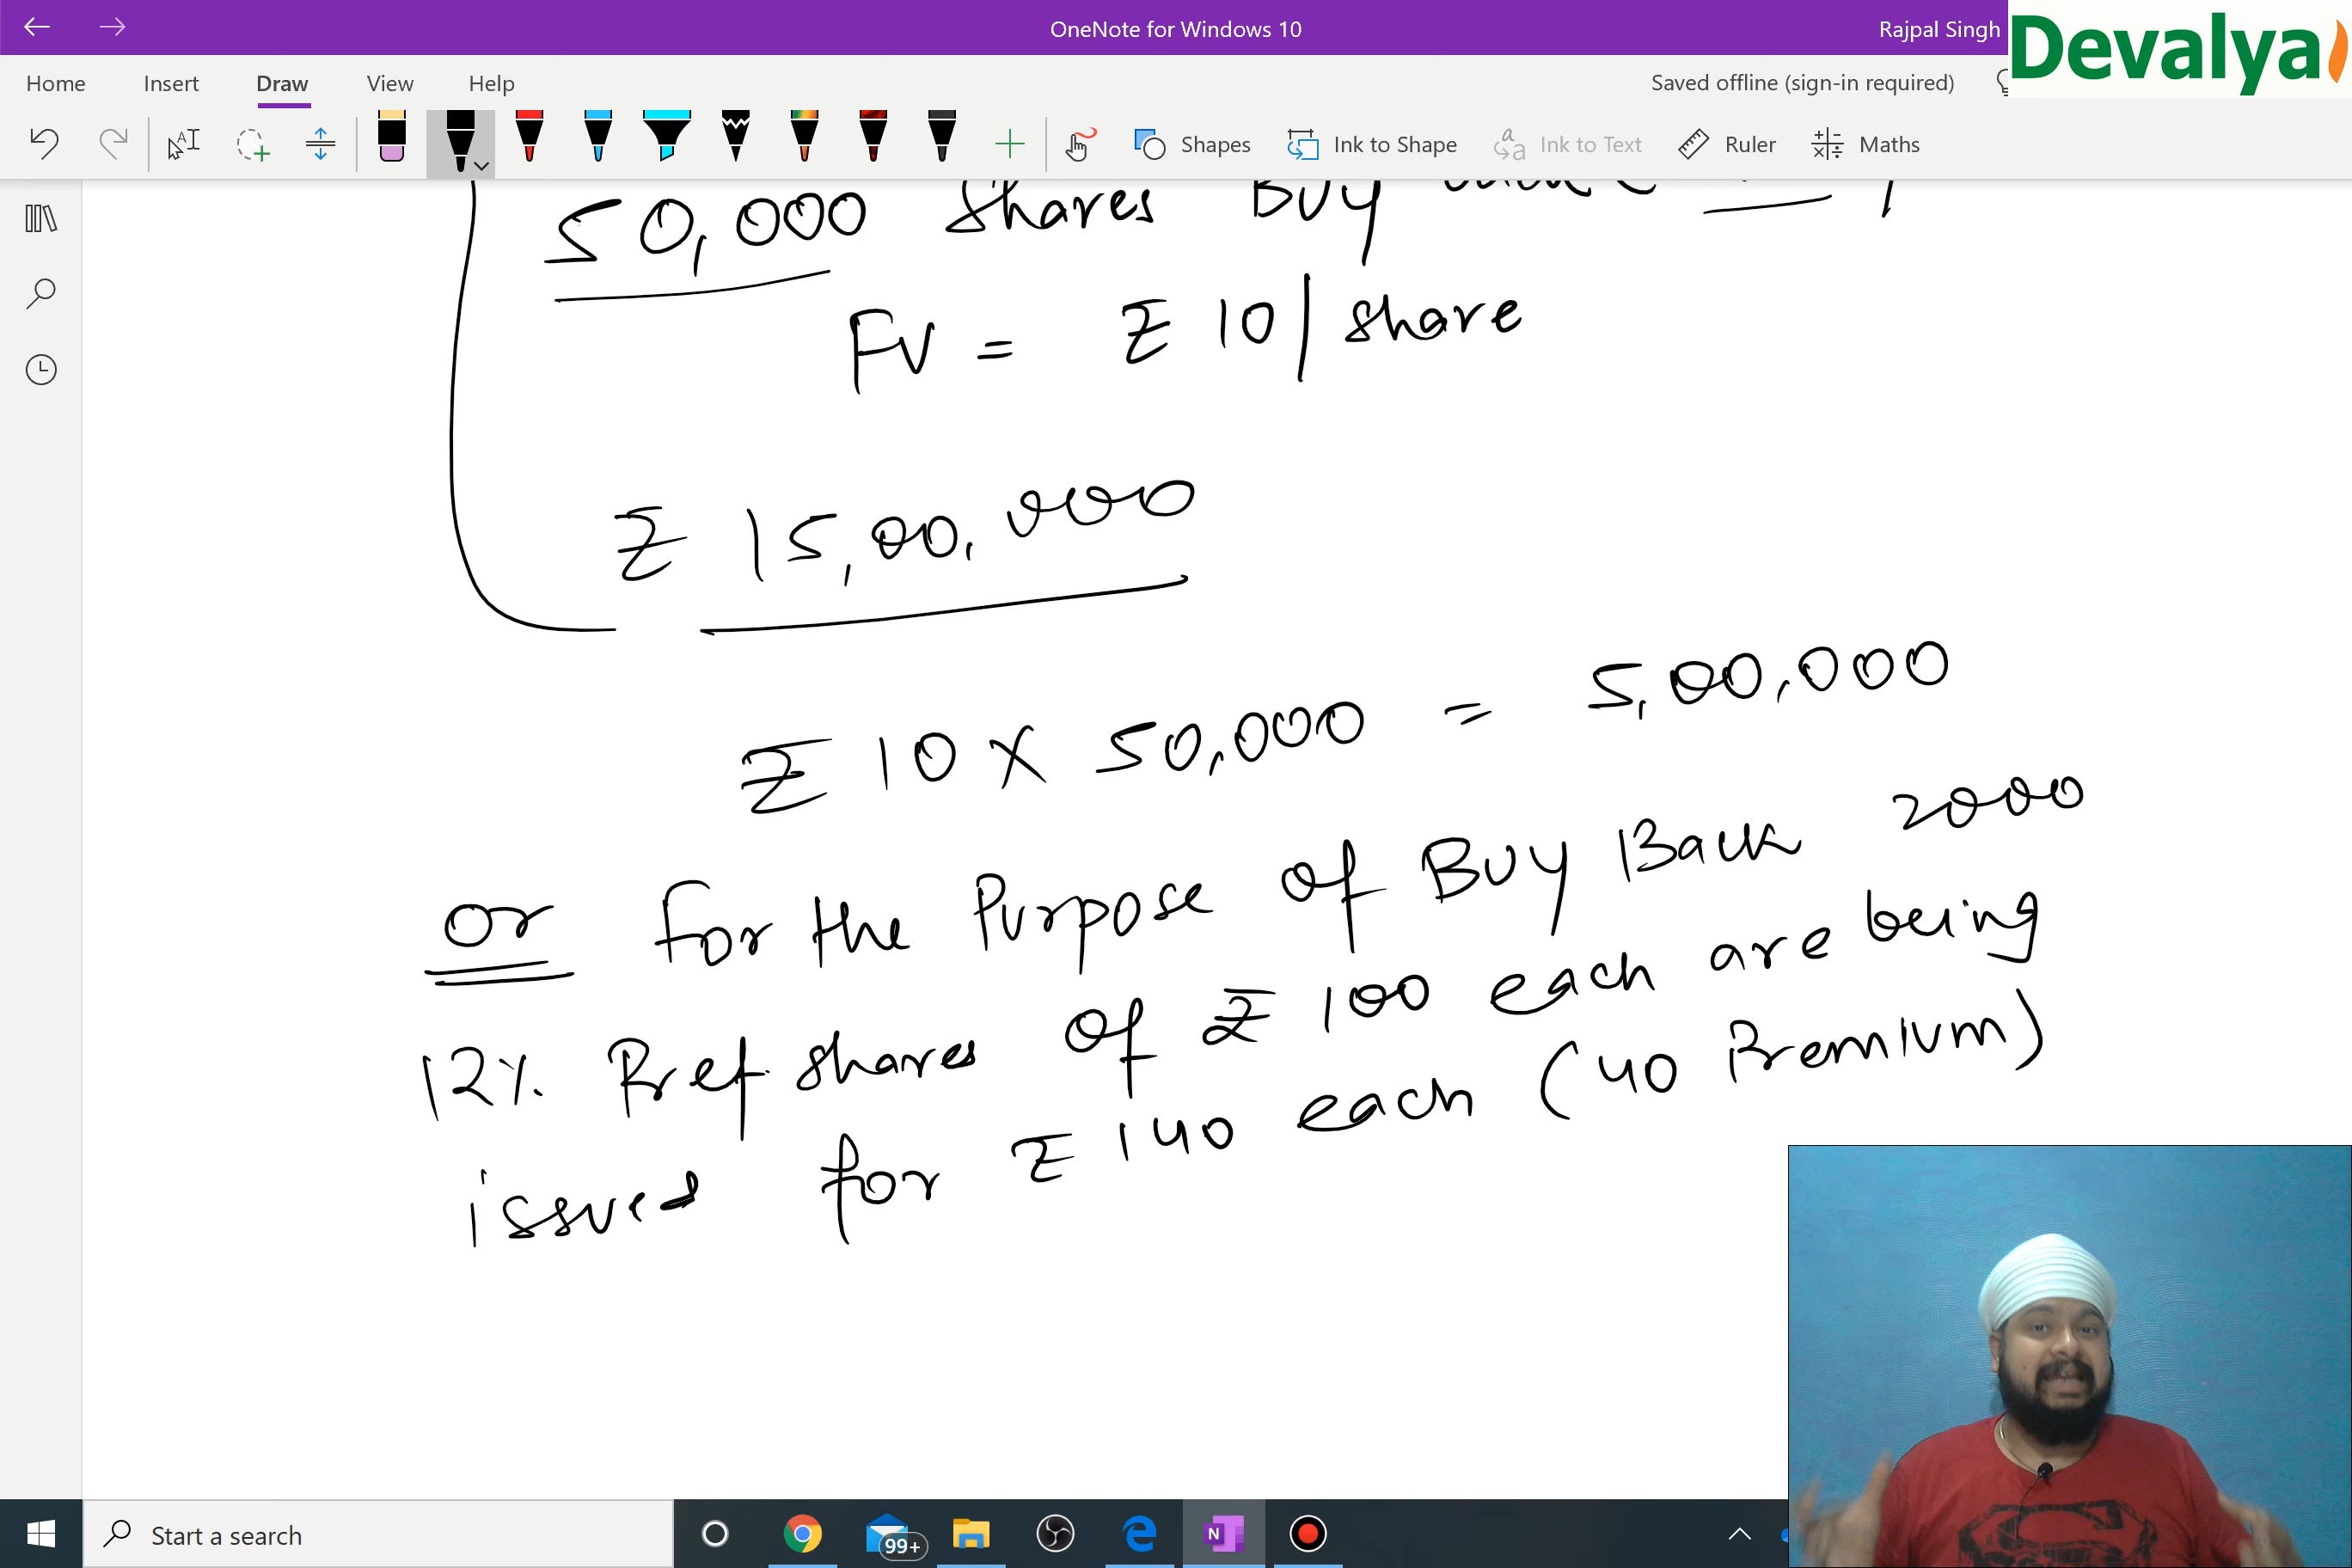 OneNote for Windows 10
Rajpal Singh
Devalya
Home Insert Draw View Help
Saved offline (sign-in required)
Shapes Ink to Shape Ink to Text Ruler Maths
50,000 shares Buy
FV = ₹ 10/share
₹ 15,00,000
₹ 10 × 50,000 = 5,00,000
or for the Purpose of Buy Back 2000
12% Pref shares of ₹ 100 each are being
issued for ₹ 140 each (40 Premium)
Start a search
99+
N